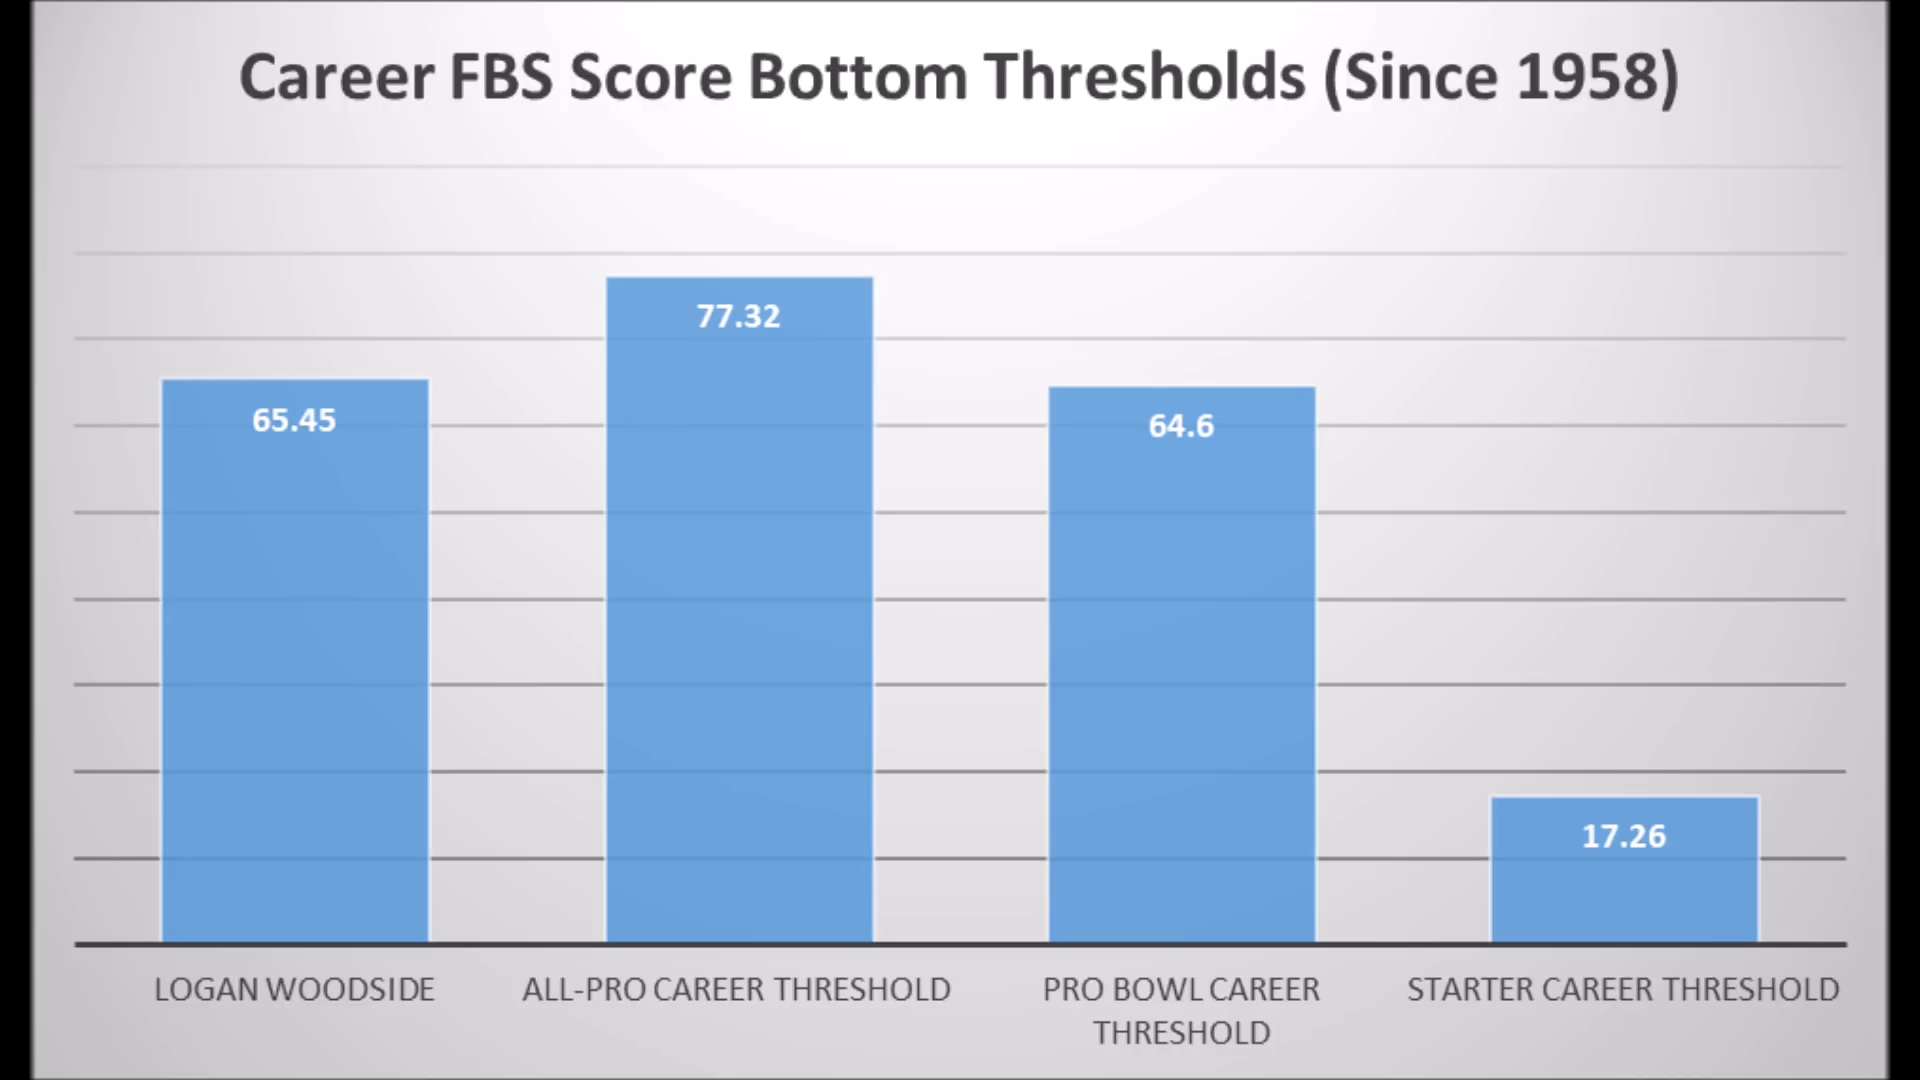 Career FBS Score Bottom Thresholds (Since 1958)
65.45
77.32
64.6
17.26
LOGAN WOODSIDE
ALL-PRO CAREER THRESHOLD
PRO BOWL CAREER
THRESHOLD
STARTER CAREER THRESHOLD